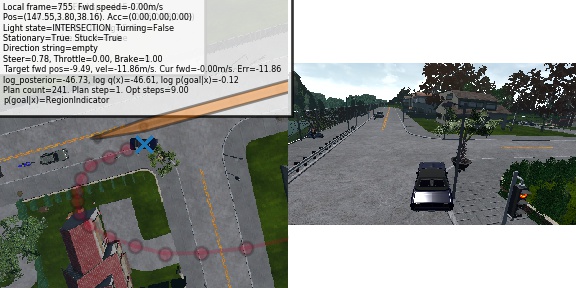 Local frame=755: Fwd speed=-0.00m/s
Pos=(147.55,3.80,38.16). Acc=(0.00,0.00,0.00)
Light state=INTERSECTION, Turning=False
Stationary=True. Stuck=True
Direction string=empty
Steer=0.78, Throttle=0.00, Brake=1.00
Target fwd pos=-9.49, vel=-11.86m/s. Cur fwd=-0.00m/s. Err=-11.86
log_posterior=-46.73, log q(x)=-46.61, log p(goal|x)=-0.12
Plan count=241. Plan step=1. Opt steps=9.00
p(goal|x)=RegionIndicator